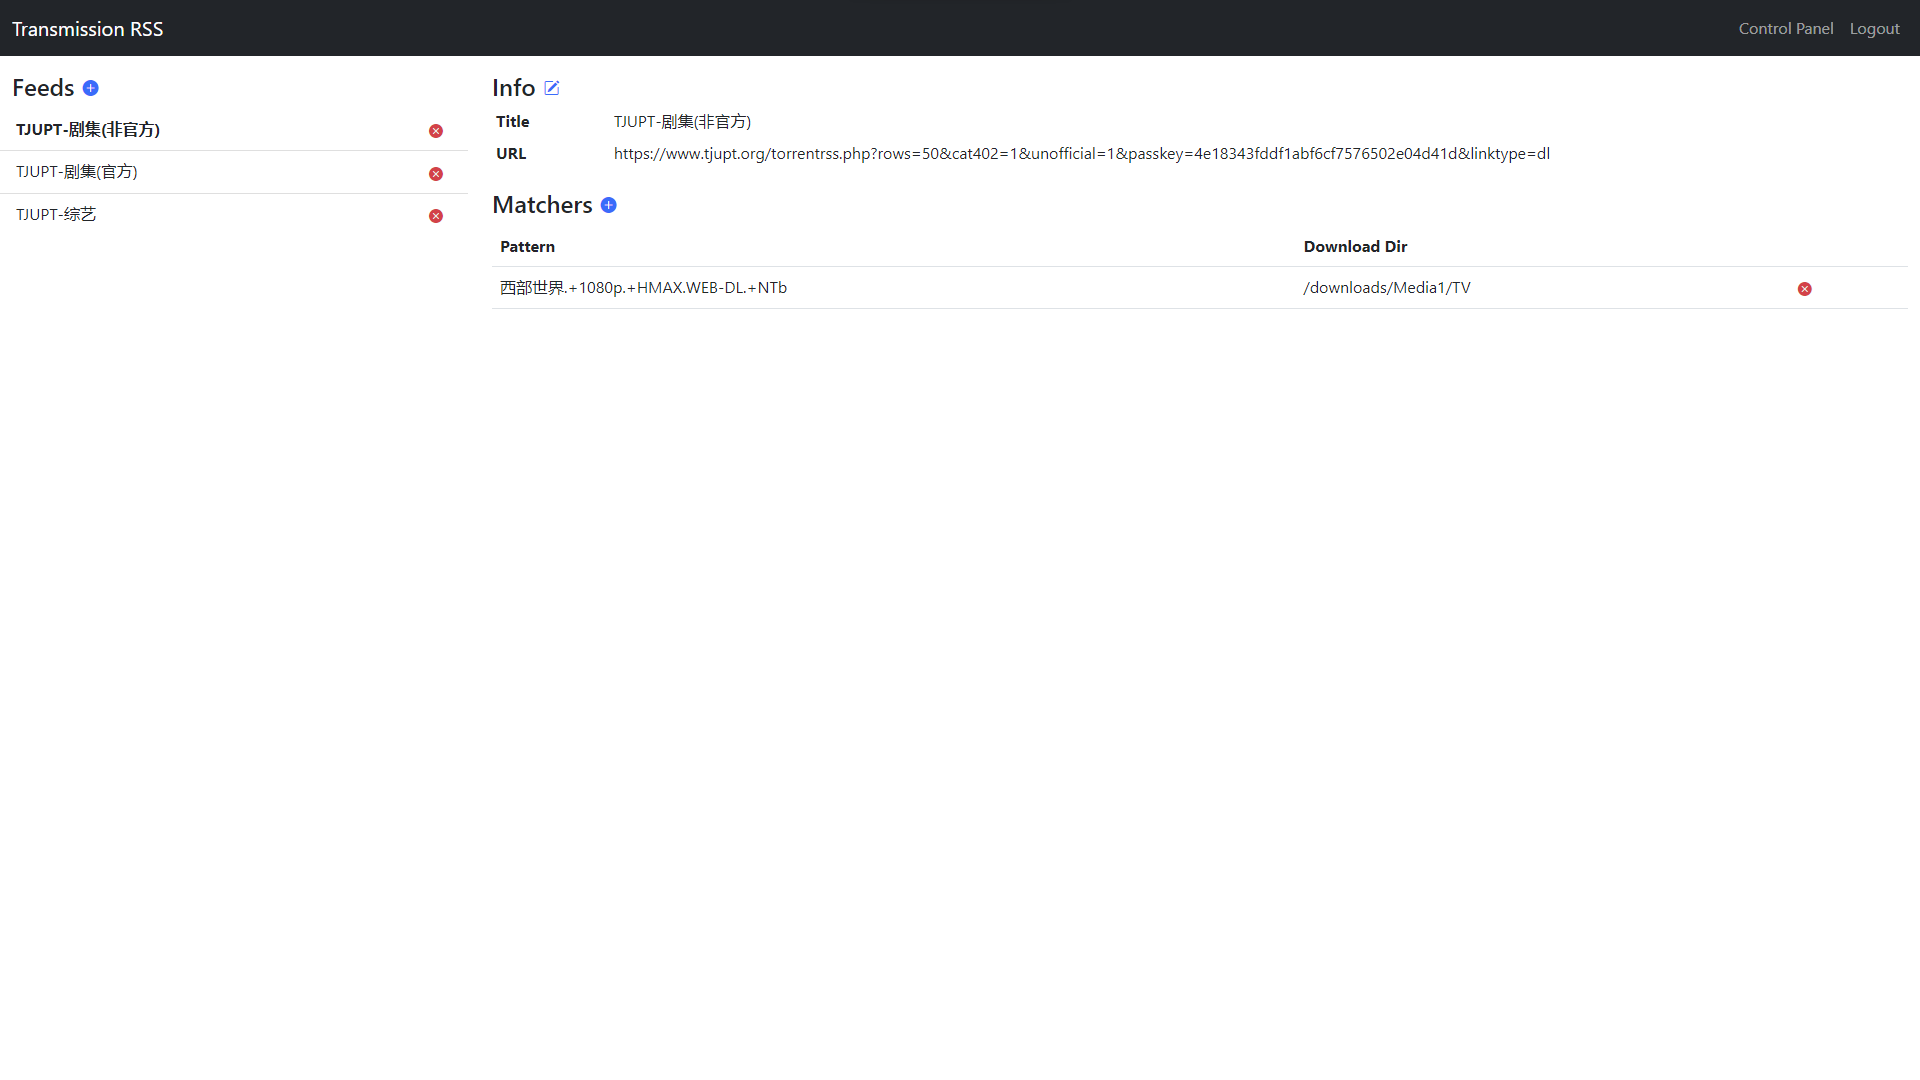 Transmission RSS
Control Panel Logout
Feeds
TJUPT-剧集(非官方)
TJUPT-剧集(官方)
TJUPT-综艺
Info
Title TJUPT-剧集(非官方)
URL https://www.tjupt.org/torrentrss.php?rows=50&cat402=1&unofficial=1&passkey=4e18343fddf1abf6cf7576502e04d41d&linktype=dl
Matchers
Pattern Download Dir
西部世界.+1080p.+HMAX.WEB-DL.+NTb /downloads/Media1/TV